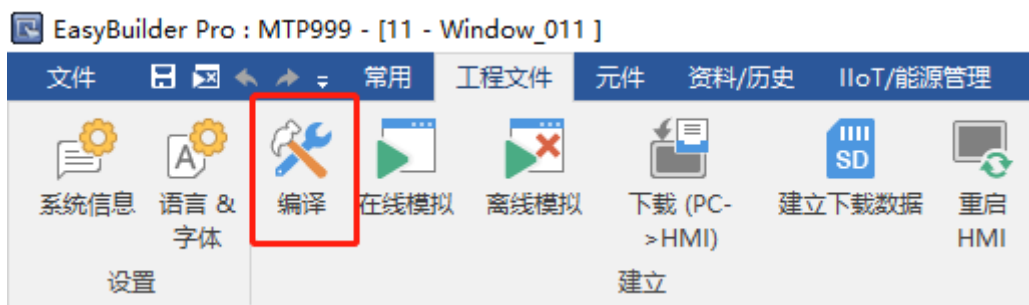 EasyBuilder Pro : MTP999 - [11 - Window_011 ]
文件 常用 工程文件 元件 资料/历史 IIoT/能源管理
A SD
系统信息 语言 & 编译 在线模拟 离线模拟 下载 (PC- 建立下载数据 重启
字体 >HMI) HMI
设置 建立